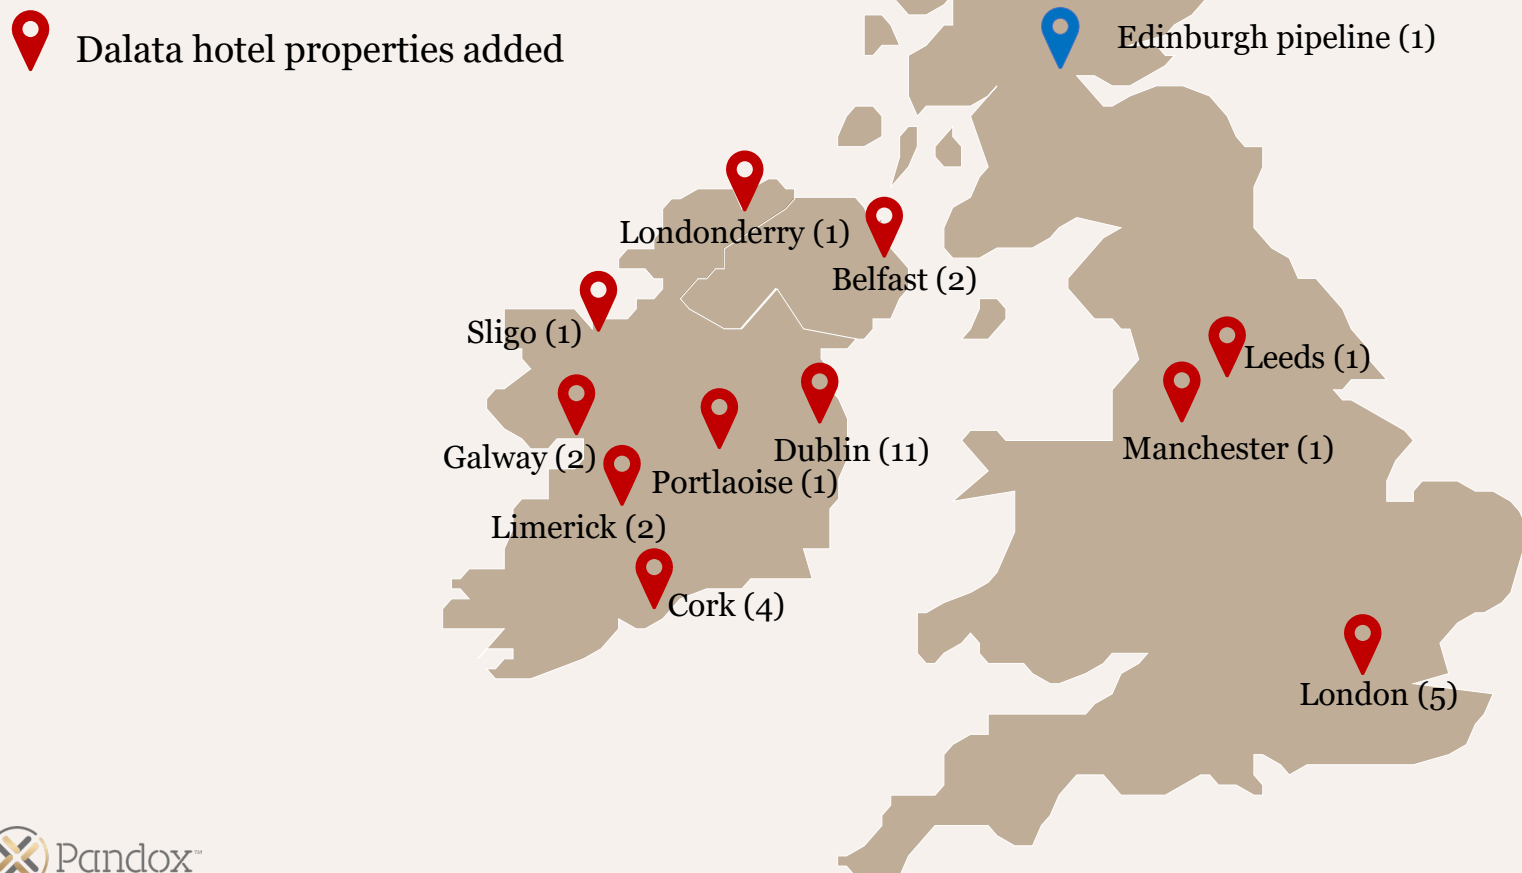 Dalata hotel properties added
Edinburgh pipeline (1)
Londonderry (1)
Belfast (2)
Sligo (1)
Leeds (1)
Galway (2)
Dublin (11)
Manchester (1)
Portlaoise (1)
Limerick (2)
Cork (4)
London (5)
Pandox™